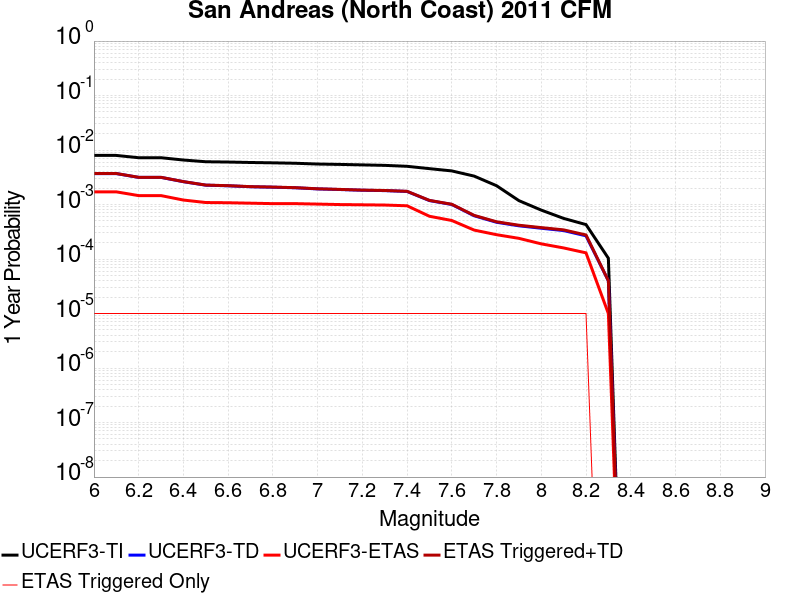 San Andreas (North Coast) 2011 CFM
10^0
10^-1
10^-2
10^-3
10^-4
10^-5
10^-6
10^-7
10^-8
1 Year Probability
6 6.2 6.4 6.6 6.8 7 7.2 7.4 7.6 7.8 8 8.2 8.4 8.6 8.8 9
Magnitude
UCERF3-TI UCERF3-TD UCERF3-ETAS ETAS Triggered+TD
ETAS Triggered Only